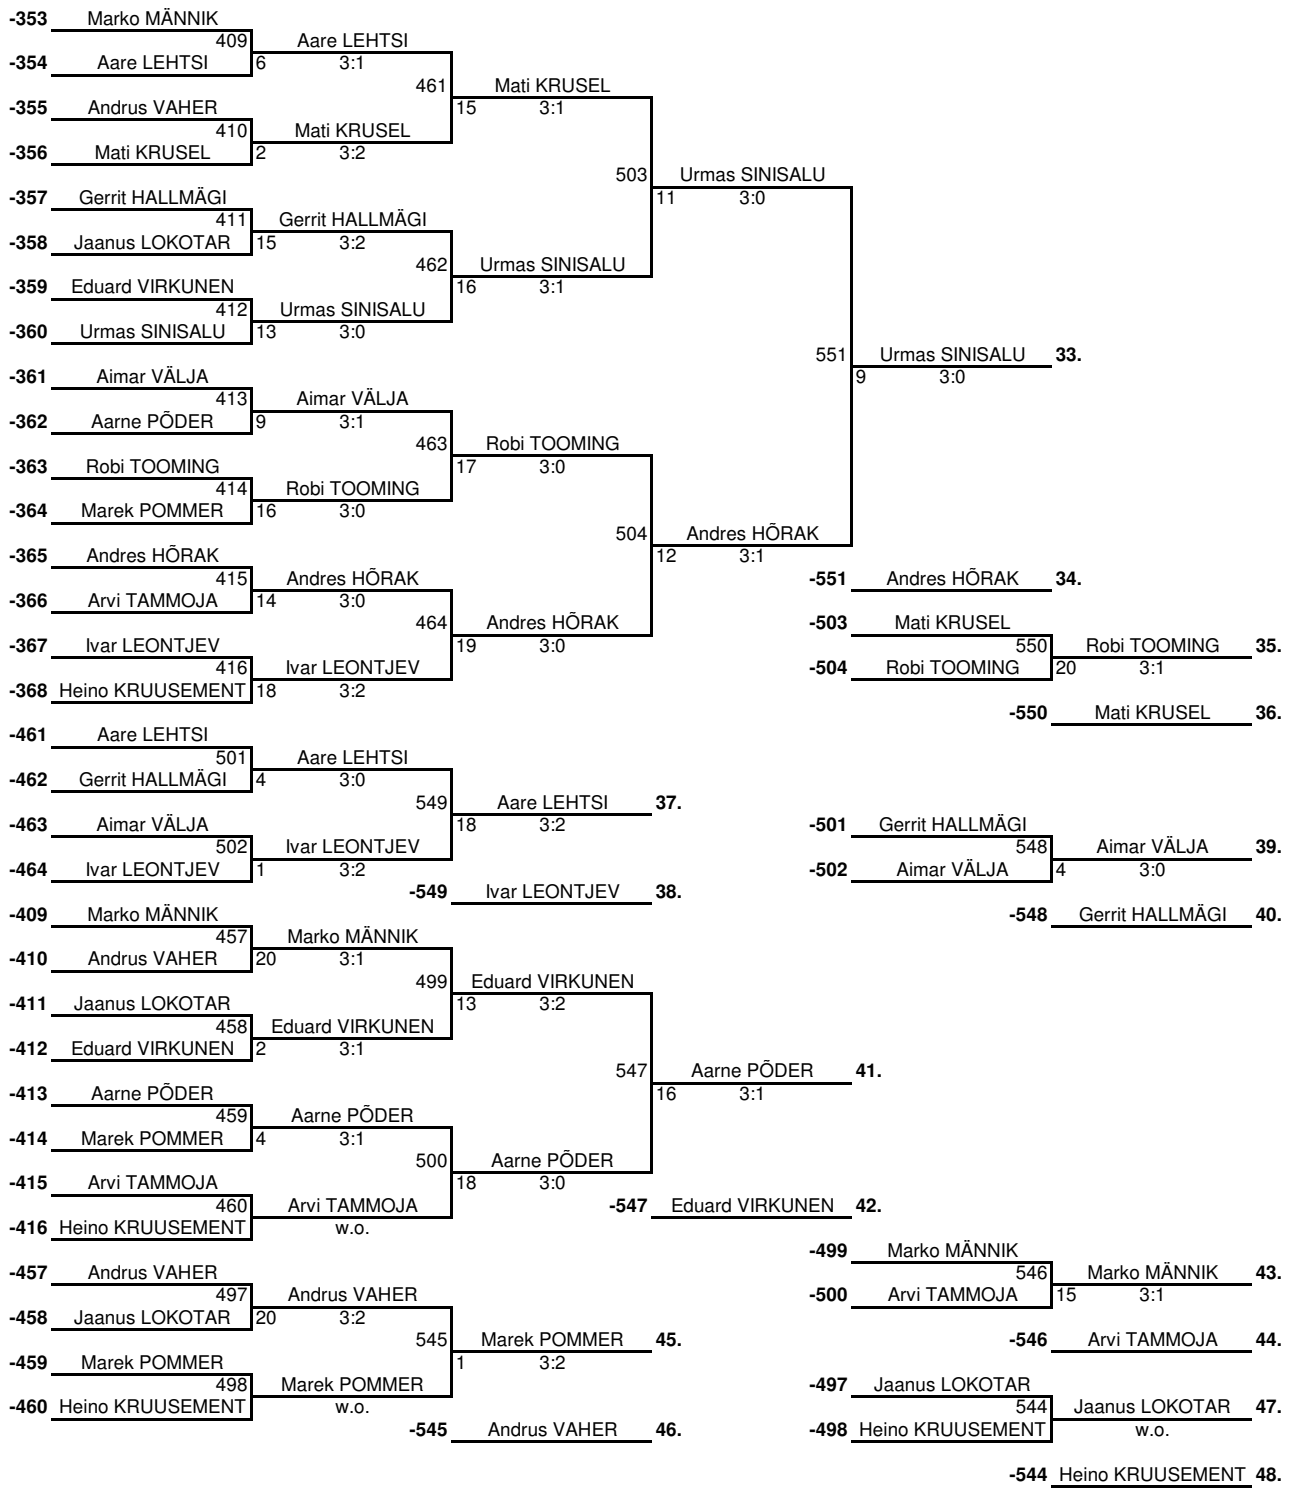 -353 Marko MÄNNIK
409 Aare LEHTSI
-354 Aare LEHTSI 6 3:1
461 Mati KRUSEL
-355 Andrus VAHER 15 3:1
410 Mati KRUSEL
-356 Mati KRUSEL 2 3:2
503 Urmas SINISALU
-357 Gerrit HALLMÄGI 11 3:0
411 Gerrit HALLMÄGI
-358 Jaanus LOKOTAR 15 3:2
462 Urmas SINISALU
-359 Eduard VIRKUNEN 16 3:1
412 Urmas SINISALU
-360 Urmas SINISALU 13 3:0
551 Urmas SINISALU 33.
-361 Aimar VÄLJA 9 3:0
413 Aimar VÄLJA
-362 Aarne PÕDER 9 3:1
463 Robi TOOMING
-363 Robi TOOMING 17 3:0
414 Robi TOOMING
-364 Marek POMMER 16 3:0
504 Andres HÕRAK
-365 Andres HÕRAK 12 3:1
415 Andres HÕRAK -551 Andres HÕRAK 34.
-366 Arvi TAMMOJA 14 3:0
464 Andres HÕRAK -503 Mati KRUSEL
-367 Ivar LEONTJEV 19 3:0 550 Robi TOOMING 35.
416 Ivar LEONTJEV -504 Robi TOOMING 20 3:1
-368 Heino KRUUSEMENT 18 3:2
-550 Mati KRUSEL 36.
-461 Aare LEHTSI
501 Aare LEHTSI
-462 Gerrit HALLMÄGI 4 3:0
549 Aare LEHTSI 37.
-463 Aimar VÄLJA 18 3:2 -501 Gerrit HALLMÄGI
502 Ivar LEONTJEV 548 Aimar VÄLJA 39.
-464 Ivar LEONTJEV 1 3:2 -502 Aimar VÄLJA 4 3:0
-549 Ivar LEONTJEV 38.
-409 Marko MÄNNIK -548 Gerrit HALLMÄGI 40.
457 Marko MÄNNIK
-410 Andrus VAHER 20 3:1
499 Eduard VIRKUNEN
-411 Jaanus LOKOTAR 13 3:2
458 Eduard VIRKUNEN
-412 Eduard VIRKUNEN 2 3:1
547 Aarne PÕDER 41.
-413 Aarne PÕDER 16 3:1
459 Aarne PÕDER
-414 Marek POMMER 4 3:1
500 Aarne PÕDER
-415 Arvi TAMMOJA 18 3:0
460 Arvi TAMMOJA -547 Eduard VIRKUNEN 42.
-416 Heino KRUUSEMENT w.o.
-499 Marko MÄNNIK
-457 Andrus VAHER 546 Marko MÄNNIK 43.
497 Andrus VAHER -500 Arvi TAMMOJA 15 3:1
-458 Jaanus LOKOTAR 20 3:2
545 Marek POMMER 45. -546 Arvi TAMMOJA 44.
-459 Marek POMMER 1 3:2
498 Marek POMMER -497 Jaanus LOKOTAR
-460 Heino KRUUSEMENT w.o. 544 Jaanus LOKOTAR 47.
-545 Andrus VAHER 46. -498 Heino KRUUSEMENT w.o.
-544 Heino KRUUSEMENT 48.